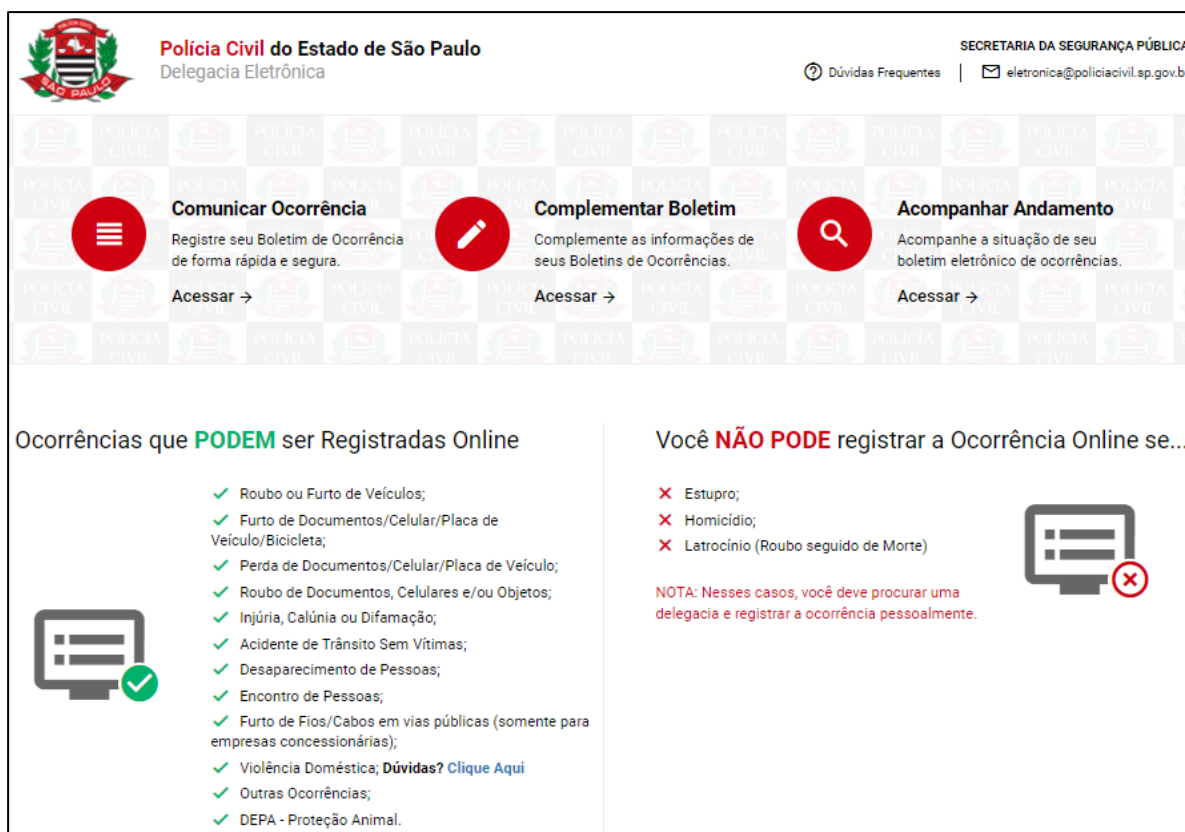 Polícia Civil do Estado de São Paulo
Delegacia Eletrônica
SECRETARIA DA SEGURANÇA PÚBLICA
Dúvidas Frequentes
eletronica@policiacivil.sp.gov.b
SÃO PAULO
Comunicar Ocorrência
Registre seu Boletim de Ocorrência
de forma rápida e segura.
Acessar →
Complementar Boletim
Complemente as informações de
seus Boletins de Ocorrências.
Acessar →
Acompanhar Andamento
Acompanhe a situação de seu
boletim eletrônico de ocorrências.
Acessar →
Ocorrências que PODEM ser Registradas Online
Roubo ou Furto de Veículos;
Furto de Documentos/Celular/Placa de
Veículo/Bicicleta;
Perda de Documentos/Celular/Placa de Veículo;
Roubo de Documentos, Celulares e/ou Objetos;
Injúria, Calúnia ou Difamação;
Acidente de Trânsito Sem Vítimas;
Desaparecimento de Pessoas;
Encontro de Pessoas;
Furto de Fios/Cabos em vias públicas (somente para
empresas concessionárias);
Violência Doméstica; Dúvidas? Clique Aqui
Outras Ocorrências;
DEPA - Proteção Animal.
Você NÃO PODE registrar a Ocorrência Online se...
Estupro;
Homicídio;
Latrocínio (Roubo seguido de Morte)
NOTA: Nesses casos, você deve procurar uma
delegacia e registrar a ocorrência pessoalmente.